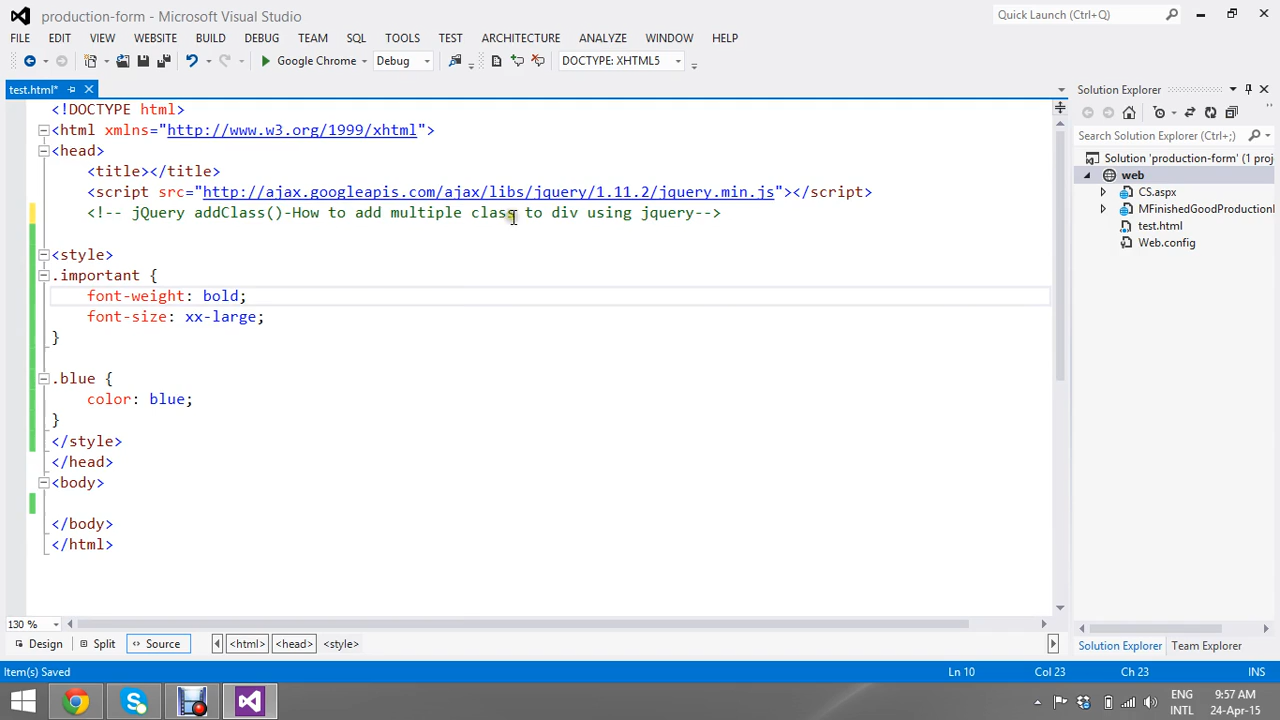 production-form - Microsoft Visual Studio
Quick Launch (Ctrl+Q)
FILE EDIT VIEW WEBSITE BUILD DEBUG TEAM SQL TOOLS TEST ARCHITECTURE ANALYZE WINDOW HELP
Google Chrome Debug DOCTYPE: XHTML5
test.html*
Solution Explorer
<!DOCTYPE html>
<html xmlns="http://www.w3.org/1999/xhtml">
<head>
<title></title>
<script src="http://ajax.googleapis.com/ajax/libs/jquery/1.11.2/jquery.min.js"></script>
<!-- jQuery addClass()-How to add multiple class to div using jquery-->
<style>
.important {
font-weight: bold;
font-size: xx-large;
}
.blue {
color: blue;
}
</style>
</head>
<body>
</body>
</html>
Search Solution Explorer (Ctrl+;)
Solution 'production-form' (1 proj
web
CS.aspx
MFinishedGoodProductionI
test.html
Web.config
130 %
Design Split Source <html> <head> <style>
Solution Explorer Team Explorer
Item(s) Saved Ln 10 Col 23 Ch 23 INS
ENG
INTL
9:57 AM
24-Apr-15